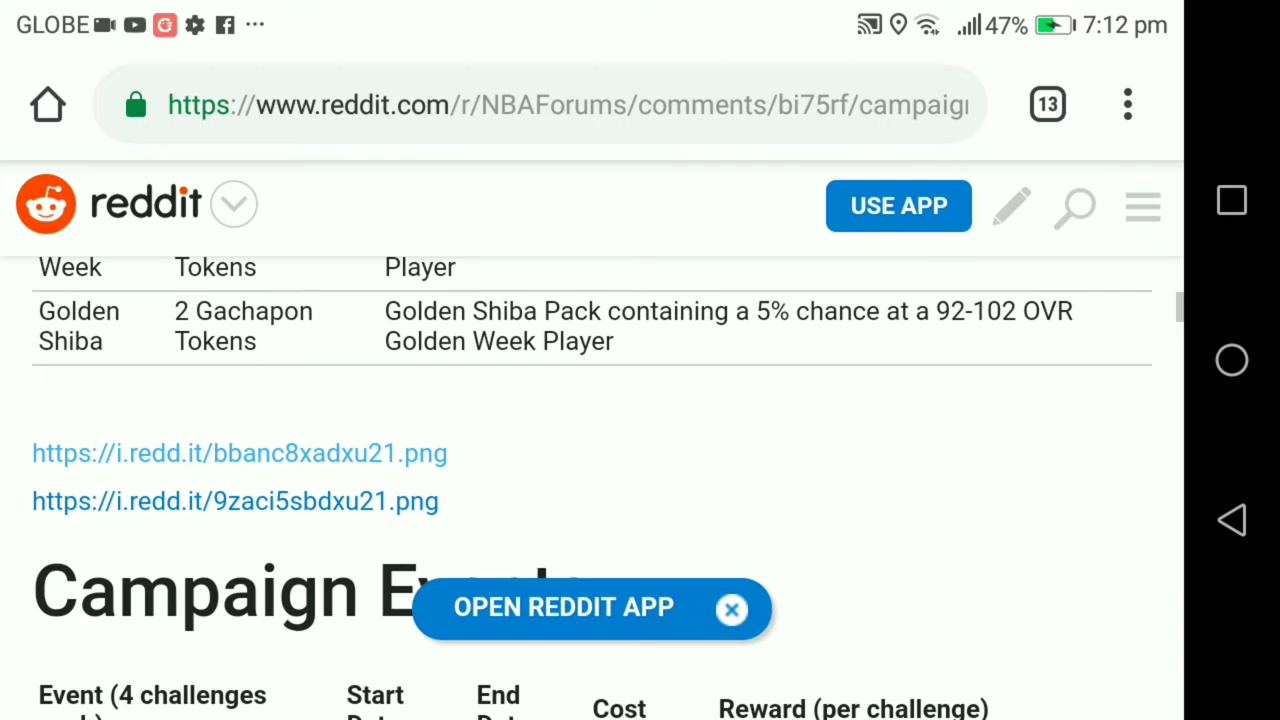 GLOBE 47% 7:12 pm
https://www.reddit.com/r/NBAForums/comments/bi75rf/campaign 13
reddit USE APP
Week Tokens Player
Golden 2 Gachapon Golden Shiba Pack containing a 5% chance at a 92-102 OVR
Shiba Tokens Golden Week Player
https://i.redd.it/bbanc8xadxu21.png
https://i.redd.it/9zaci5sbdxu21.png
Campaign
OPEN REDDIT APP
Event (4 challenges Start End
Cost Reward (per challenge)